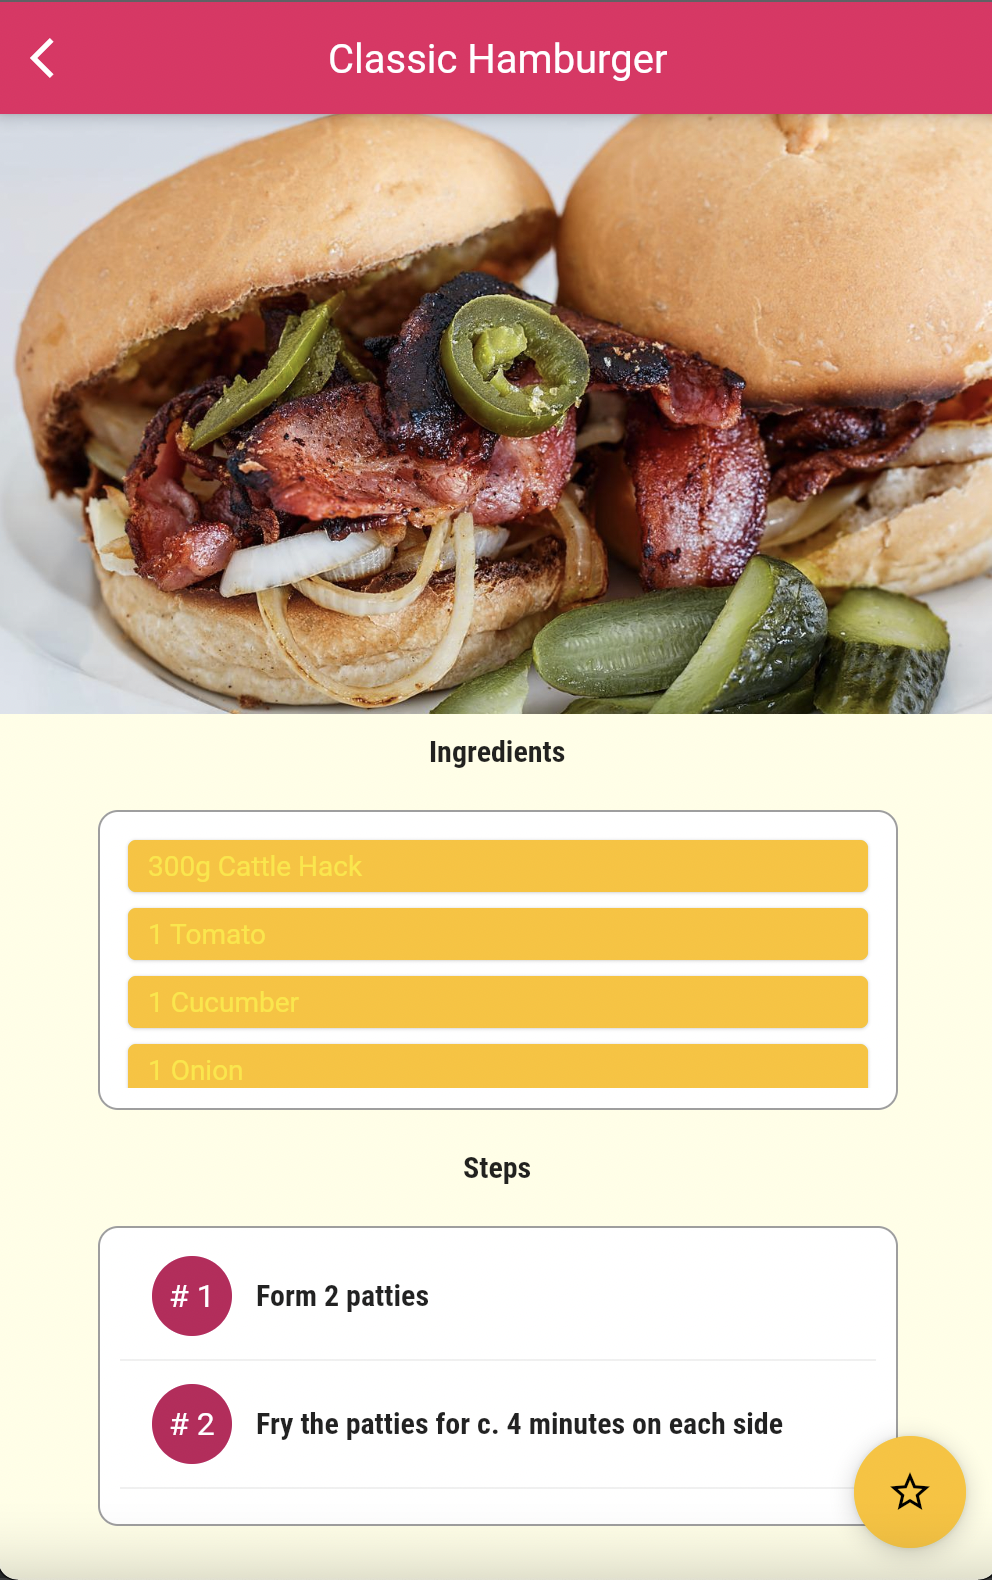 Classic Hamburger
Ingredients
300g Cattle Hack
1 Tomato
1 Cucumber
1 Onion
Steps
# 1 Form 2 patties
# 2 Fry the patties for c. 4 minutes on each side